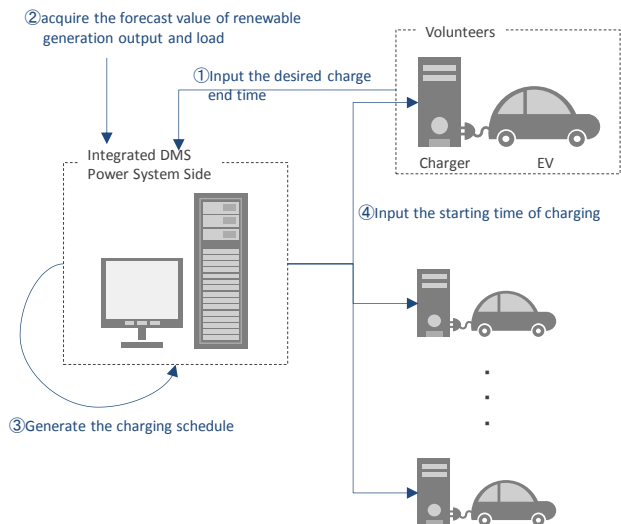 ②acquire the forecast value of renewable
generation output and load
①Input the desired charge
end time
Volunteers
Charger
EV
Integrated DMS
Power System Side
④Input the starting time of charging
③Generate the charging schedule